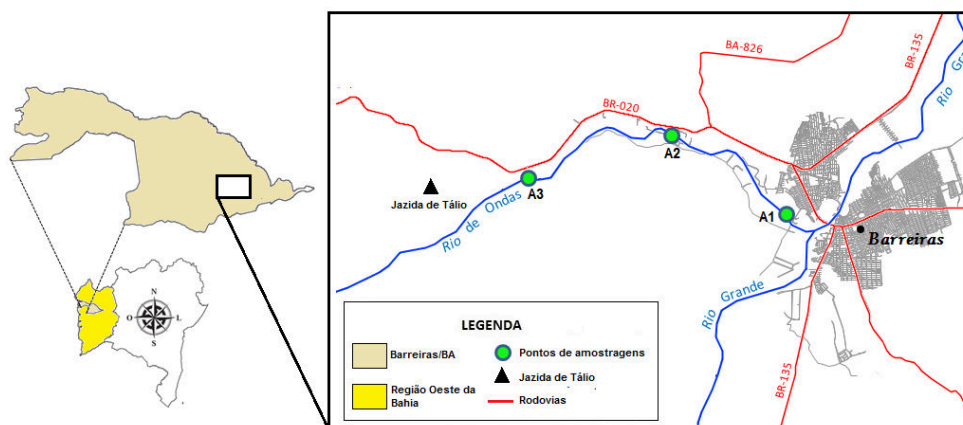 BA-826
BR-135
Rio Gra
BR-020
A2
A3
Jazida de Tálio
Rio de Ondas
A1
Barreiras
Rio Grande
BR-135
N
O
L
S
LEGENDA
Barreiras/BA
Pontos de amostragens
Jazida de Tálio
Região Oeste da
Bahia
Rodovias